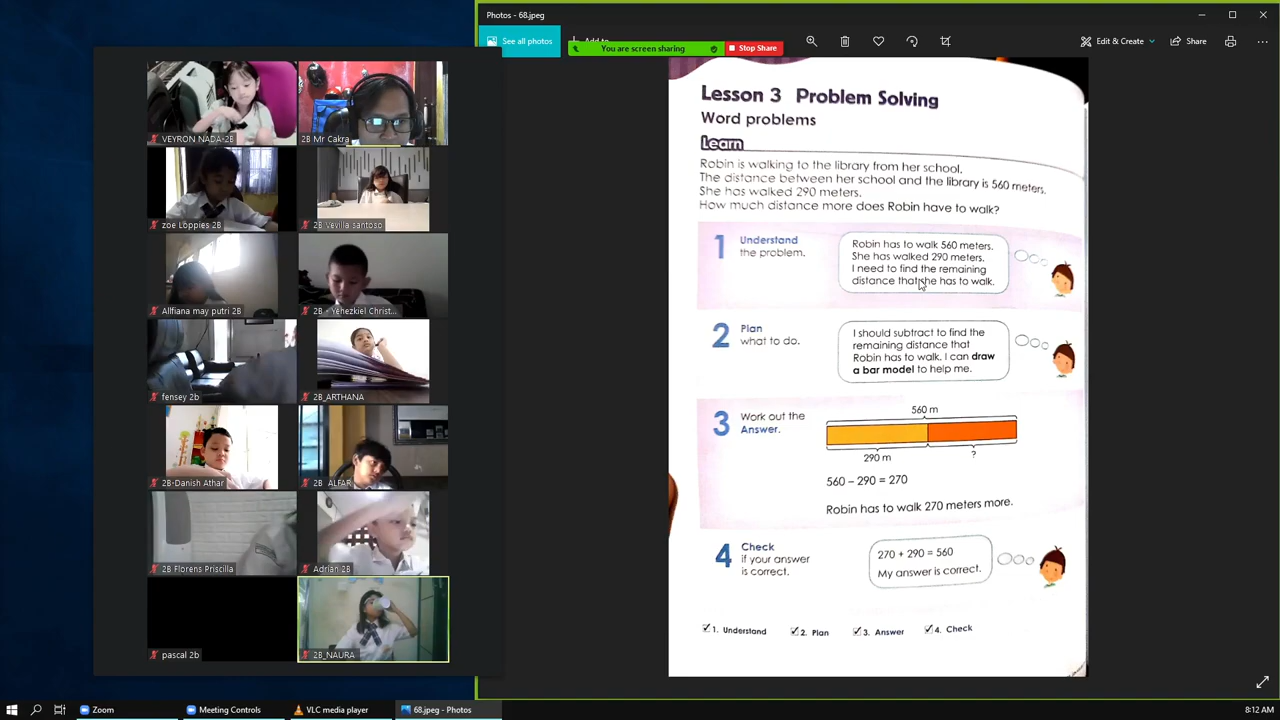 Photos - 68.jpeg
See all photos
Add to
You are screen sharing
Stop Share
Edit & Create
Share
VEYRON NADA-2B
2B Mr Cakra
zoe Loppies 2B
2B Vevilla santoso
Allfiana may putri 2B
2B - Yehezkiel Christ...
fensey 2b
2B_ARTHANA
2B-Danish Athar
2B_ALFAR
2B Florens Priscilla
Adrian 2B
pascal 2b
2B_NAURA
Lesson 3 Problem Solving
Word problems
Learn
Robin is walking to the library from her school.
The distance between her school and the library is 560 meters.
She has walked 290 meters.
How much distance more does Robin have to walk?
1 Understand
the problem.
Robin has to walk 560 meters.
She has walked 290 meters.
I need to find the remaining
distance that she has to walk.
2 Plan
what to do.
I should subtract to find the
remaining distance that
Robin has to walk. I can draw
a bar model to help me.
3 Work out the
Answer.
560 m
290 m
?
560 – 290 = 270
Robin has to walk 270 meters more.
4 Check
if your answer
is correct.
270 + 290 = 560
My answer is correct.
1. Understand
2. Plan
3. Answer
4. Check
Zoom
Meeting Controls
VLC media player
68.jpeg - Photos
8:12 AM